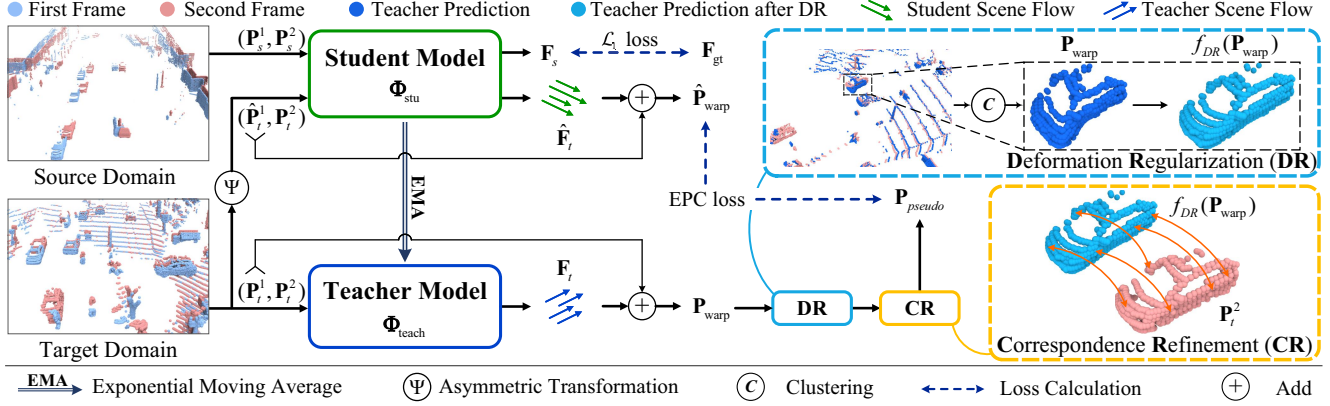 First Frame Second Frame Teacher Prediction Teacher Prediction after DR Student Scene Flow Teacher Scene Flow
(P_s^1, P_s^2)
Student Model
Φ_stu
F_s
ℒ_1 loss
F_gt
(P̂_t^1, P_t^2)
F̂_t
P̂_warp
Source Domain
Ψ
EMA
EPC loss
P_pseudo
P_warp
f_DR(P_warp)
C
Deformation Regularization (DR)
(P_t^1, P_t^2)
Teacher Model
Φ_teach
F_t
P_warp
DR
CR
Target Domain
f_DR(P_warp)
P_t^2
Correspondence Refinement (CR)
EMA Exponential Moving Average Ψ Asymmetric Transformation C Clustering Loss Calculation + Add